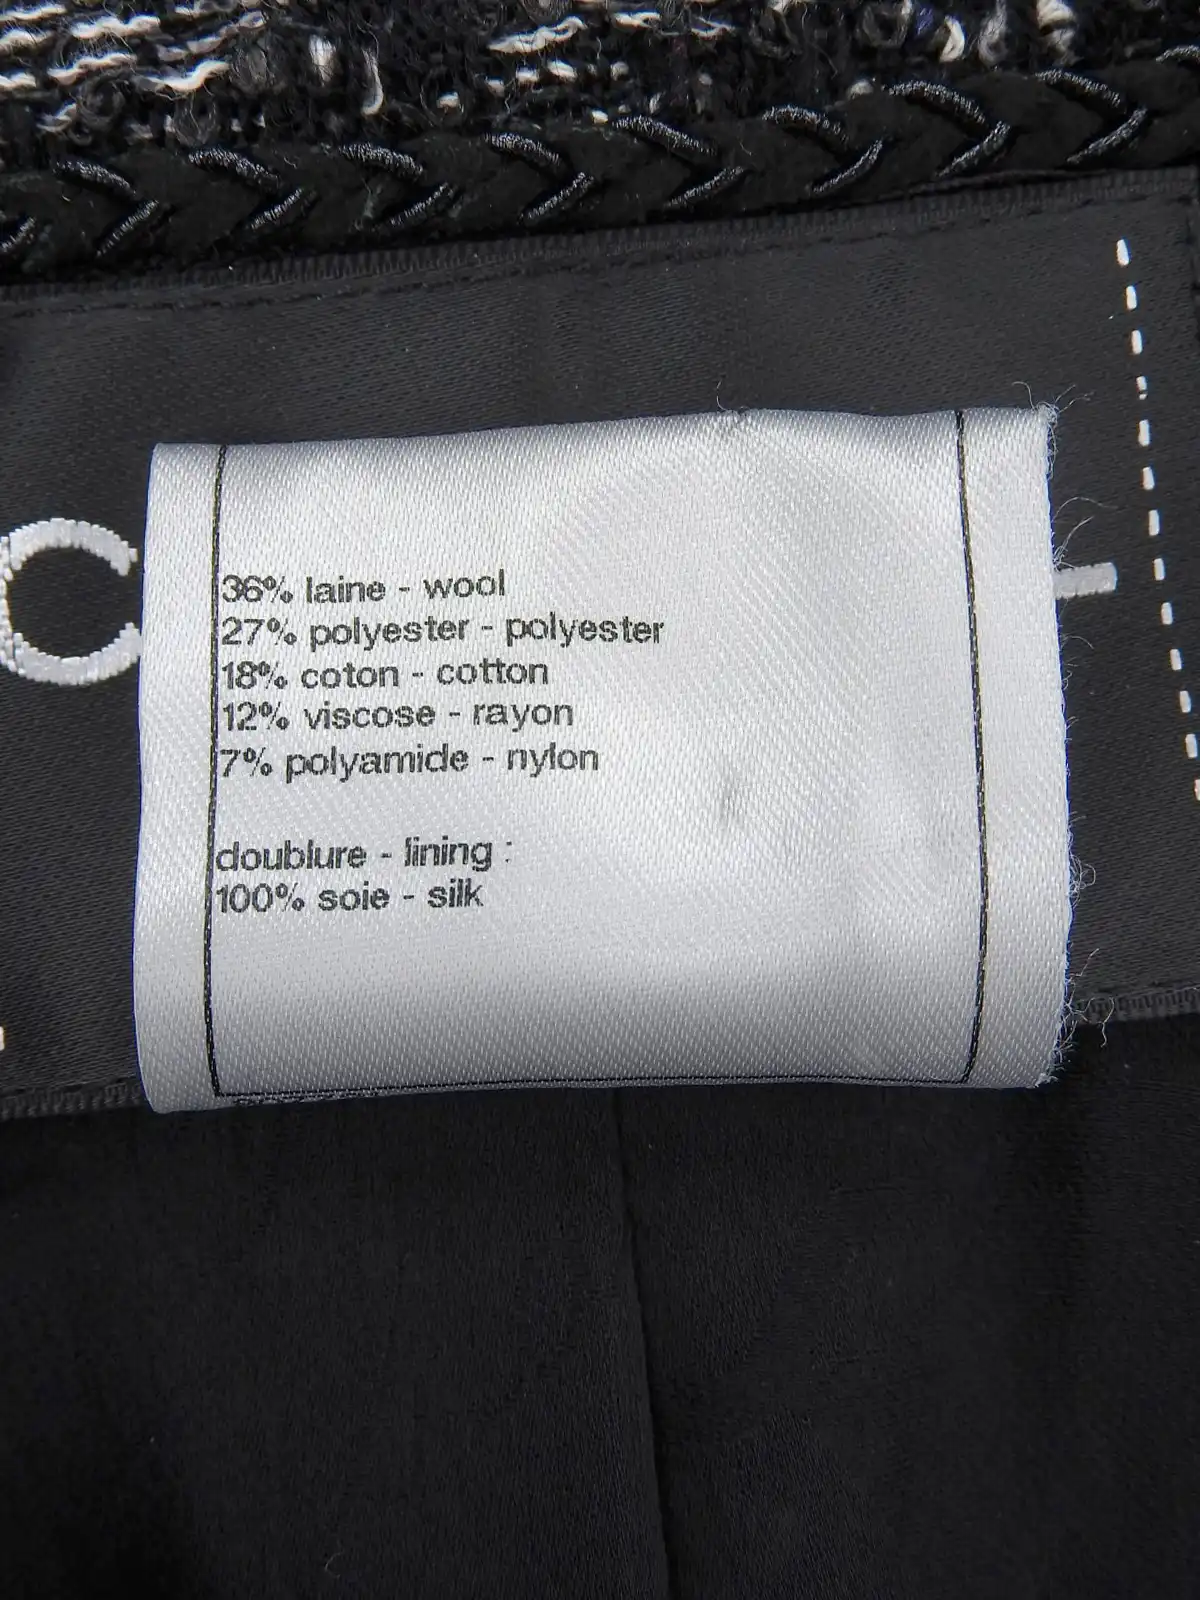 C
36% laine - wool
27% polyester - polyester
18% coton - cotton
12% viscose - rayon
7% polyamide - nylon
doublure - lining :
100% soie - silk